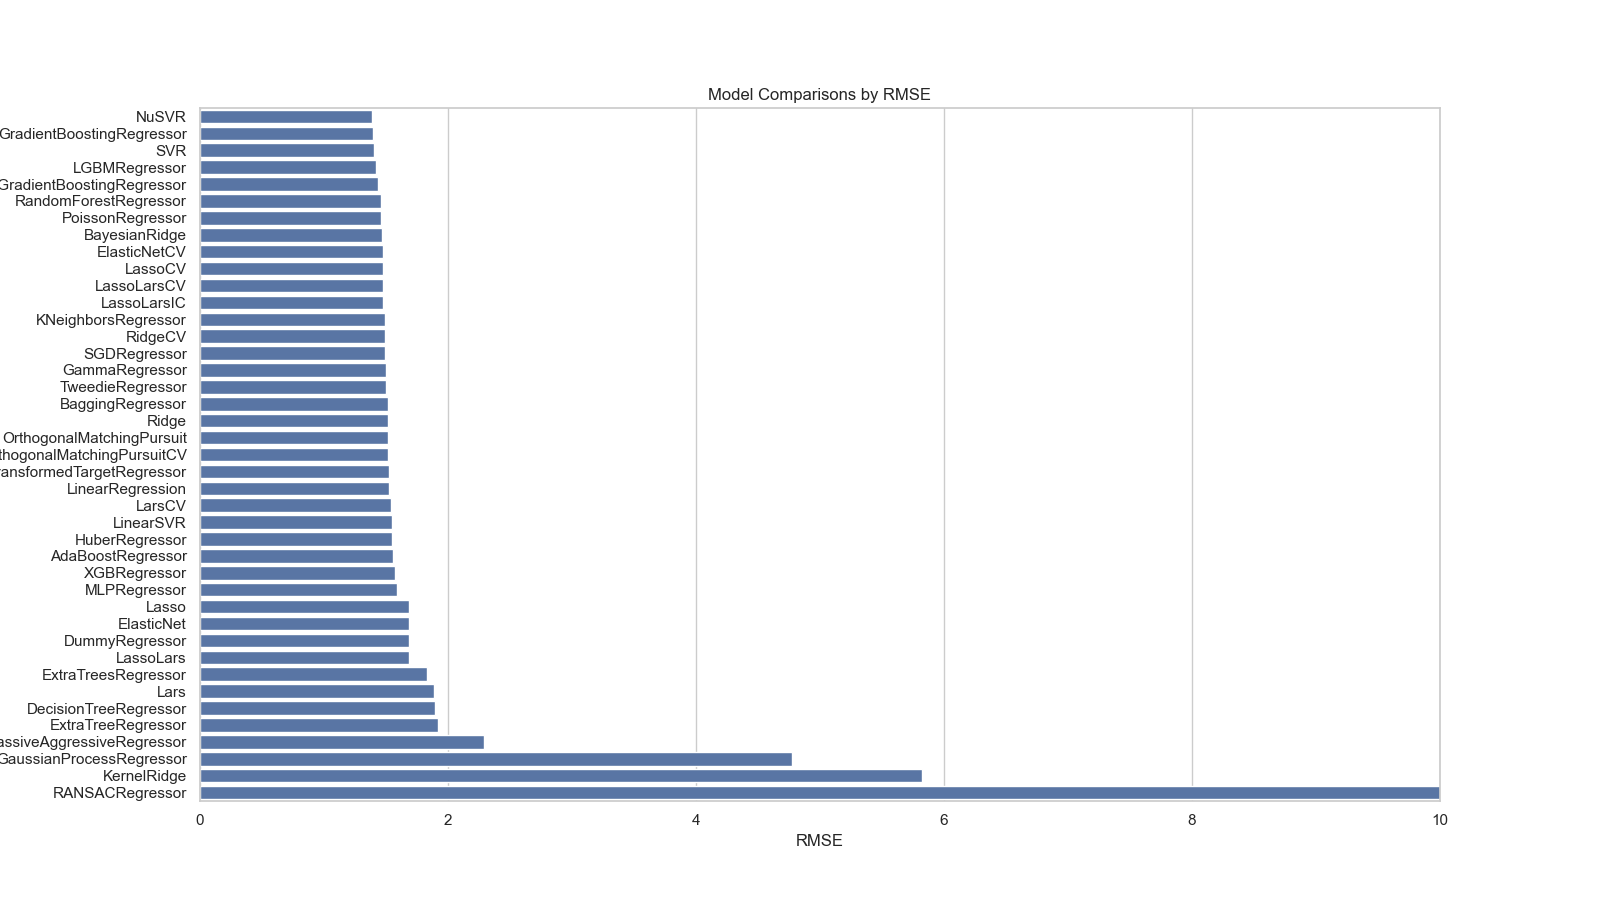 Model Comparisons by RMSE
NuSVR
GradientBoostingRegressor
SVR
LGBMRegressor
GradientBoostingRegressor
RandomForestRegressor
PoissonRegressor
BayesianRidge
ElasticNetCV
LassoCV
LassoLarsCV
LassoLarsIC
KNeighborsRegressor
RidgeCV
SGDRegressor
GammaRegressor
TweedieRegressor
BaggingRegressor
Ridge
OrthogonalMatchingPursuit
thogonalMatchingPursuitCV
ansformedTargetRegressor
LinearRegression
LarsCV
LinearSVR
HuberRegressor
AdaBoostRegressor
XGBRegressor
MLPRegressor
Lasso
ElasticNet
DummyRegressor
LassoLars
ExtraTreesRegressor
Lars
DecisionTreeRegressor
ExtraTreeRegressor
assiveAggressiveRegressor
GaussianProcessRegressor
KernelRidge
RANSACRegressor
0 2 4 6 8 10
RMSE